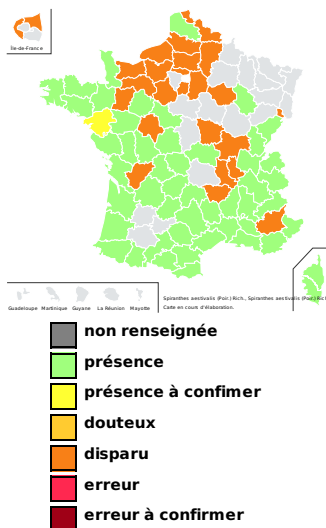 Île-de-France
Guadeloupe Martinique Guyane La Réunion Mayotte
Spiranthes aestivalis (Poir.) Rich., Spiranthes aestivalis (Poir.) Rich
Carte en cours d'élaboration.
non renseignée
présence
présence à confimer
douteux
disparu
erreur
erreur à confirmer